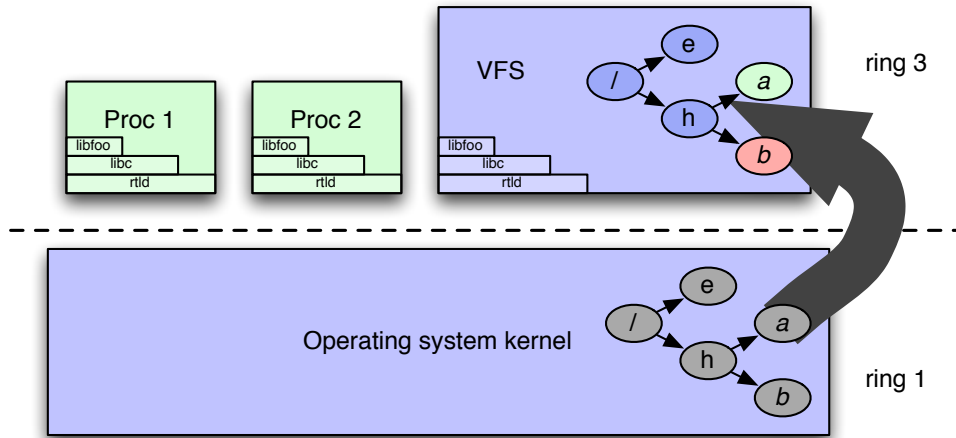 VFS
e
/
h
a
b
ring 3
Proc 1
libfoo
libc
rtld
Proc 2
libfoo
libc
rtld
libfoo
libc
rtld
Operating system kernel
e
/
h
a
b
ring 1